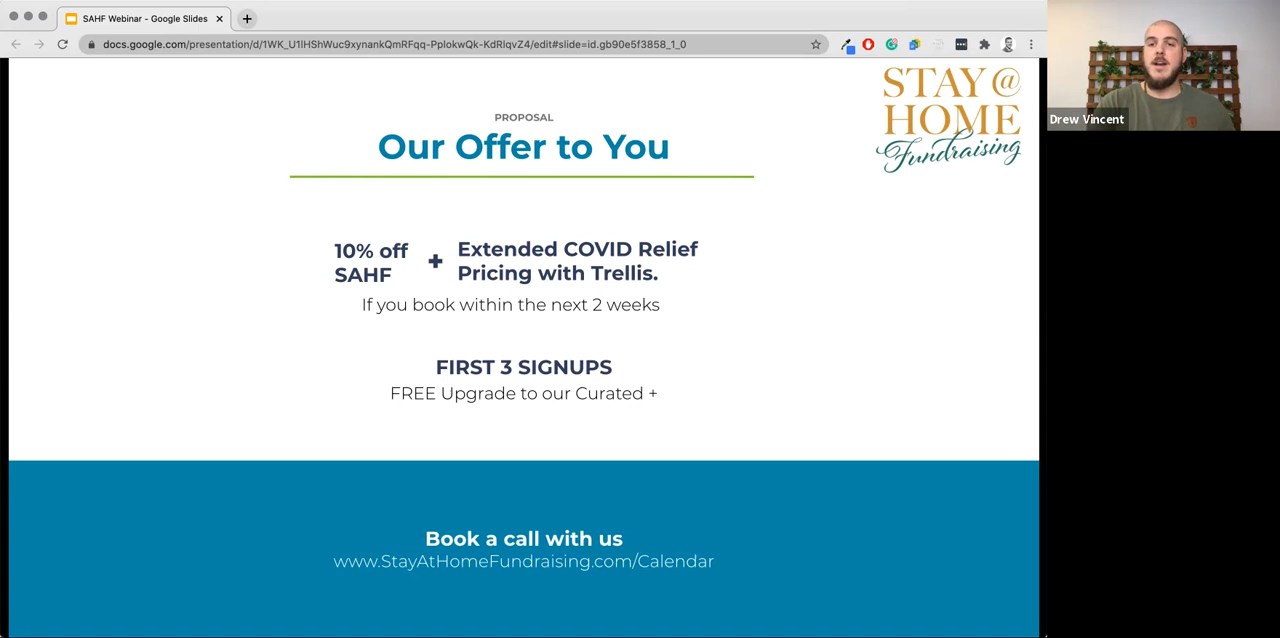 SAHF Webinar - Google Slides
docs.google.com/presentation/d/1WK_U1lHShWuc9xynankQmRFqq-PplokwQk-KdRlqvZ4/edit#slide=id.gb90e5f3858_1_0
STAY @
HOME
Fundraising
Drew Vincent
PROPOSAL
Our Offer to You
10% off
SAHF
+
Extended COVID Relief
Pricing with Trellis.
If you book within the next 2 weeks
FIRST 3 SIGNUPS
FREE Upgrade to our Curated +
Book a call with us
www.StayAtHomeFundraising.com/Calendar